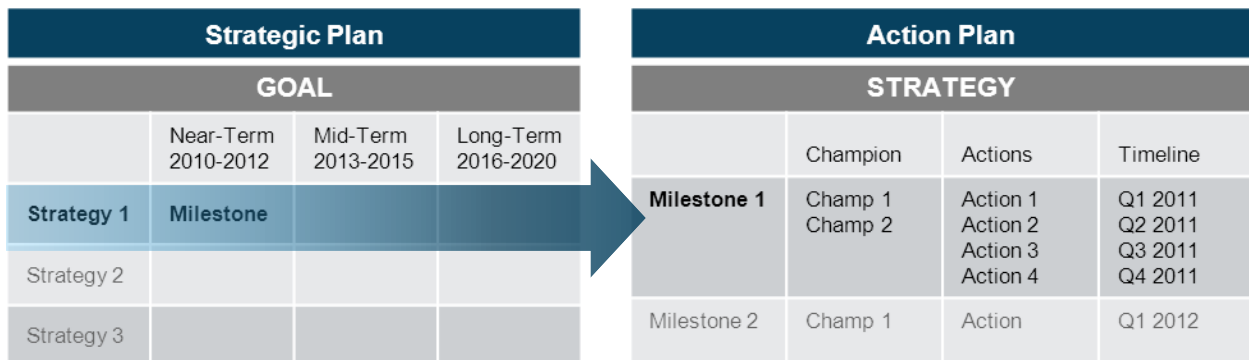 Strategic Plan
GOAL
Near-Term Mid-Term Long-Term
2010-2012 2013-2015 2016-2020
Strategy 1 Milestone
Strategy 2
Strategy 3
Action Plan
STRATEGY
Champion Actions Timeline
Milestone 1 Champ 1 Action 1 Q1 2011
Champ 2 Action 2 Q2 2011
Action 3 Q3 2011
Action 4 Q4 2011
Milestone 2 Champ 1 Action Q1 2012